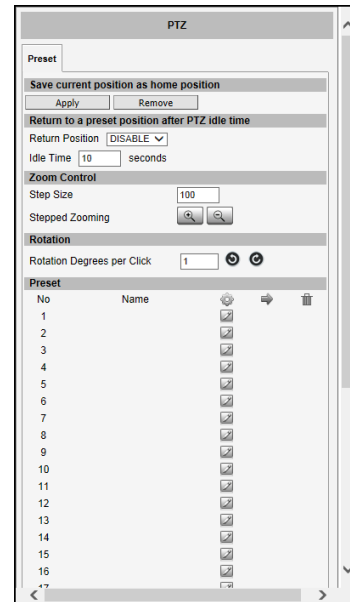 PTZ
Preset
Save current position as home position
Apply Remove
Return to a preset position after PTZ idle time
Return Position DISABLE
Idle Time 10 seconds
Zoom Control
Step Size 100
Stepped Zooming
Rotation
Rotation Degrees per Click 1
Preset
No Name
1
2
3
4
5
6
7
8
9
10
11
12
13
14
15
16
17